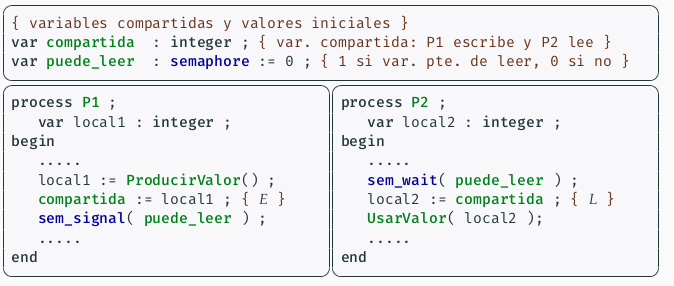 { variables compartidas y valores iniciales }
var compartida : integer ; { var. compartida: P1 escribe y P2 lee }
var puede_leer : semaphore := 0 ; { 1 si var. pte. de leer, 0 si no }
process P1 ;
var local1 : integer ;
begin
.....
local1 := ProducirValor() ;
compartida := local1 ; { E }
sem_signal( puede_leer ) ;
.....
end
process P2 ;
var local2 : integer ;
begin
.....
sem_wait( puede_leer ) ;
local2 := compartida ; { L }
UsarValor( local2 );
.....
end